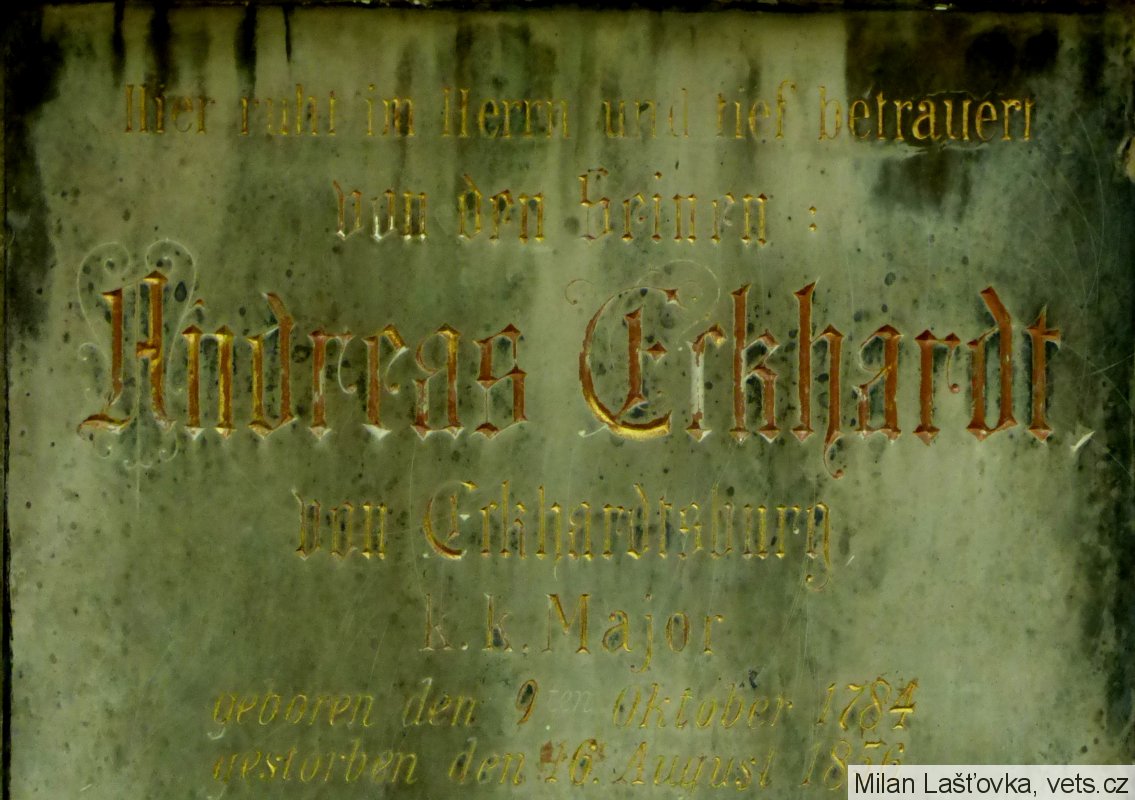 Hier ruht im Herrn und tief betrauert
von den Seinen :
Andreas Eckhardt
von Eckhardtsburg
k. k. Major
geboren den 9ten Oktober 1784
gestorben den 16. August 1856
Milan Lašťovka, vets.cz